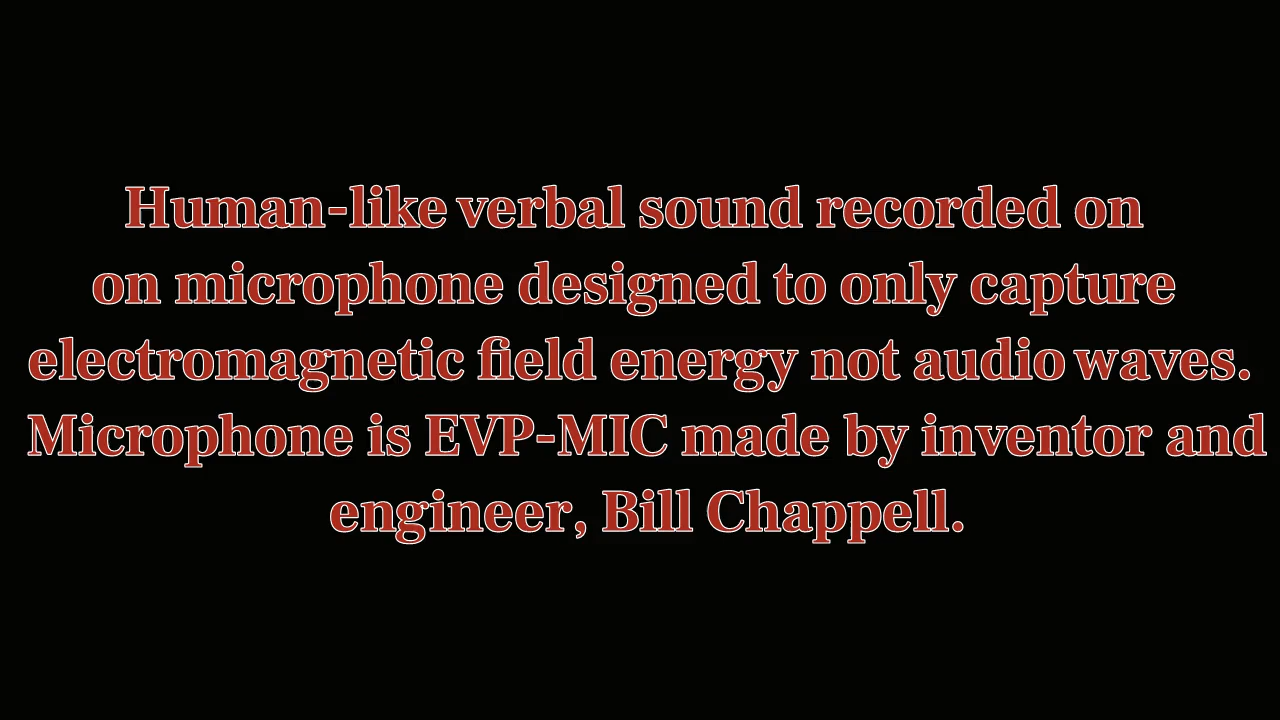 Human-like verbal sound recorded on
on microphone designed to only capture
electromagnetic field energy not audio waves.
Microphone is EVP-MIC made by inventor and
engineer, Bill Chappell.